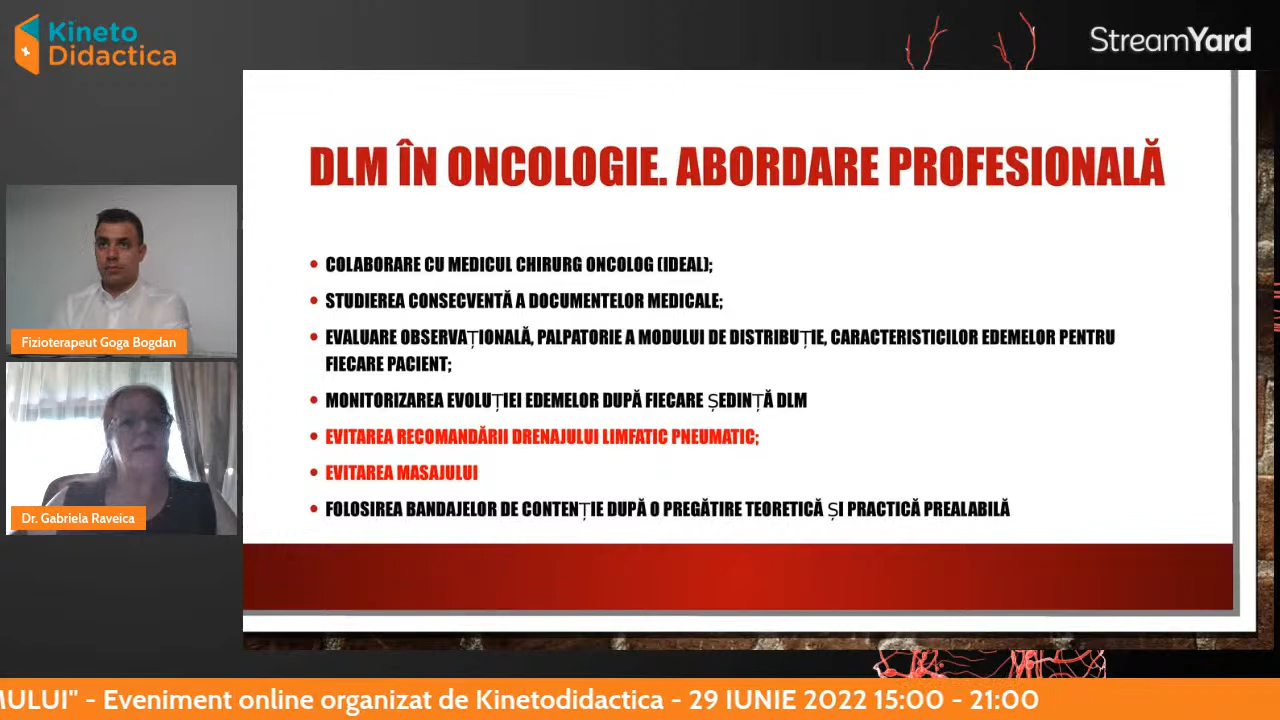 Kineto
Didactica
StreamYard
DLM ÎN ONCOLOGIE. ABORDARE PROFESIONALĂ
• COLABORARE CU MEDICUL CHIRURG ONCOLOG (IDEAL);
• STUDIEREA CONSECVENTĂ A DOCUMENTELOR MEDICALE;
• EVALUARE OBSERVAȚIONALĂ, PALPATORIE A MODULUI DE DISTRIBUȚIE, CARACTERISTICILOR EDEMELOR PENTRU
FIECARE PACIENT;
• MONITORIZAREA EVOLUȚIEI EDEMELOR DUPĂ FIECARE ȘEDINȚĂ DLM
• EVITAREA RECOMANDĂRII DRENAJULUI LIMFATIC PNEUMATIC;
• EVITAREA MASAJULUI
• FOLOSIREA BANDAJELOR DE CONTENȚIE DUPĂ O PREGĂTIRE TEORETICĂ ȘI PRACTICĂ PREALABILĂ
Fizioterapeut Goga Bogdan
Dr. Gabriela Raveica
MULUI" - Eveniment online organizat de Kinetodidactica - 29 IUNIE 2022 15:00 - 21:00